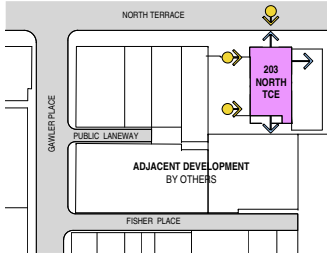 NORTH TERRACE
203
NORTH
TCE
GAWLER PLACE
PUBLIC LANEWAY
ADJACENT DEVELOPMENT
BY OTHERS
FISHER PLACE